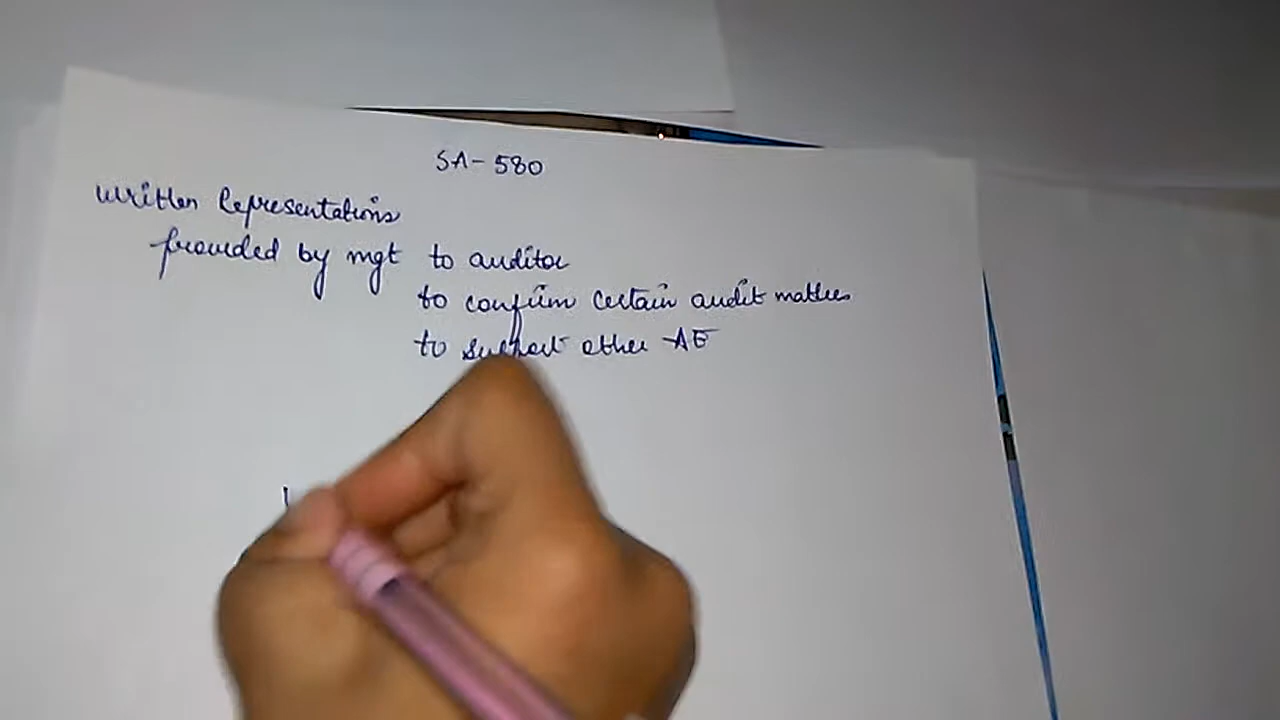 SA- 580
Written Representations
provided by mgt to auditor
to confirm certain audit matters
to support other AE